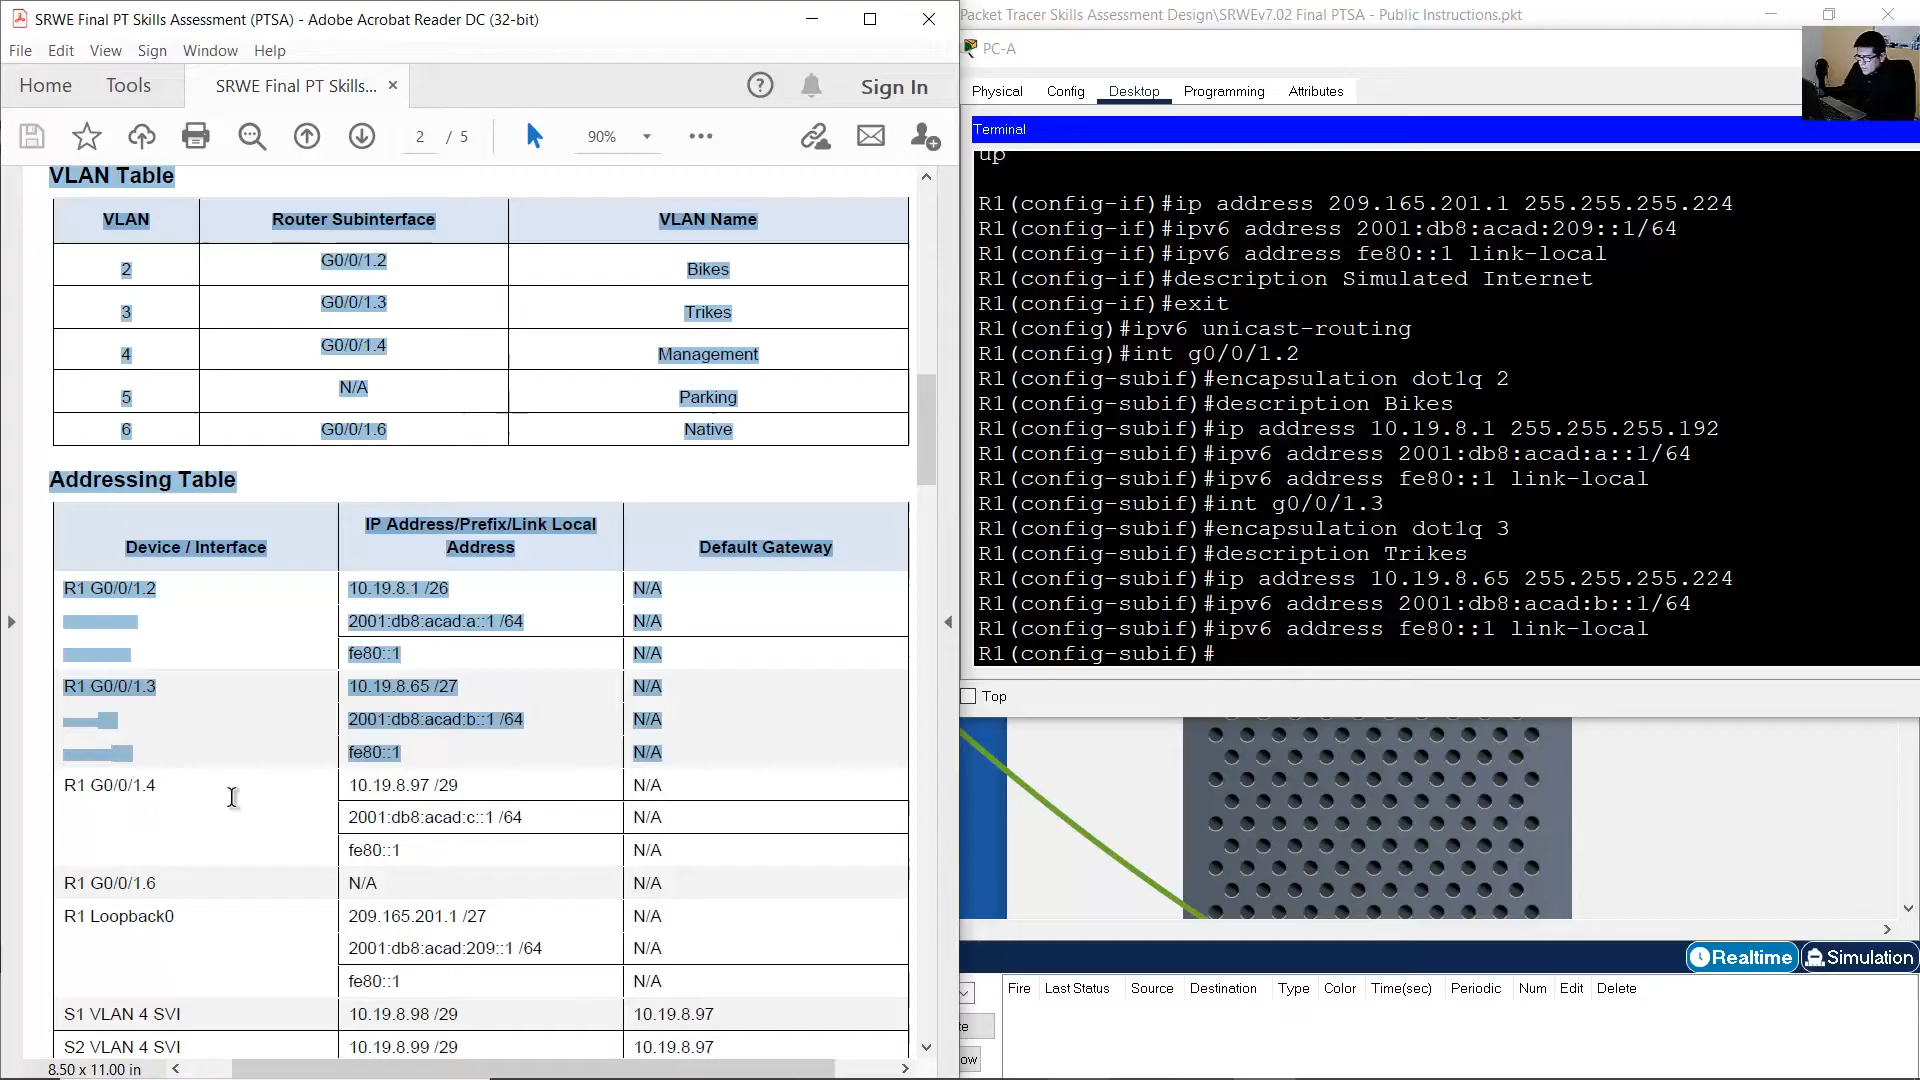 SRWE Final PT Skills Assessment (PTSA) - Adobe Acrobat Reader DC (32-bit)
File Edit View Sign Window Help
Home Tools SRWE Final PT Skills... × Sign In
2 / 5 90%
VLAN Table
VLAN Router Subinterface VLAN Name
2 G0/0/1.2 Bikes
3 G0/0/1.3 Trikes
4 G0/0/1.4 Management
5 N/A Parking
6 G0/0/1.6 Native
Addressing Table
Device / Interface IP Address/Prefix/Link Local Address Default Gateway
R1 G0/0/1.2 10.19.8.1 /26 N/A
2001:db8:acad:a::1 /64 N/A
fe80::1 N/A
R1 G0/0/1.3 10.19.8.65 /27 N/A
2001:db8:acad:b::1 /64 N/A
fe80::1 N/A
R1 G0/0/1.4 10.19.8.97 /29 N/A
2001:db8:acad:c::1 /64 N/A
fe80::1 N/A
R1 G0/0/1.6 N/A N/A
R1 Loopback0 209.165.201.1 /27 N/A
2001:db8:acad:209::1 /64 N/A
fe80::1 N/A
S1 VLAN 4 SVI 10.19.8.98 /29 10.19.8.97
S2 VLAN 4 SVI 10.19.8.99 /29 10.19.8.97
8.50 x 11.00 in
Packet Tracer Skills Assessment Design\SRWEv7.02 Final PTSA - Public Instructions.pkt
PC-A
Physical Config Desktop Programming Attributes
Terminal
up
R1(config-if)#ip address 209.165.201.1 255.255.255.224
R1(config-if)#ipv6 address 2001:db8:acad:209::1/64
R1(config-if)#ipv6 address fe80::1 link-local
R1(config-if)#description Simulated Internet
R1(config-if)#exit
R1(config)#ipv6 unicast-routing
R1(config)#int g0/0/1.2
R1(config-subif)#encapsulation dot1q 2
R1(config-subif)#description Bikes
R1(config-subif)#ip address 10.19.8.1 255.255.255.192
R1(config-subif)#ipv6 address 2001:db8:acad:a::1/64
R1(config-subif)#ipv6 address fe80::1 link-local
R1(config-subif)#int g0/0/1.3
R1(config-subif)#encapsulation dot1q 3
R1(config-subif)#description Trikes
R1(config-subif)#ip address 10.19.8.65 255.255.255.224
R1(config-subif)#ipv6 address 2001:db8:acad:b::1/64
R1(config-subif)#ipv6 address fe80::1 link-local
R1(config-subif)#
Top
Realtime Simulation
Fire Last Status Source Destination Type Color Time(sec) Periodic Num Edit Delete